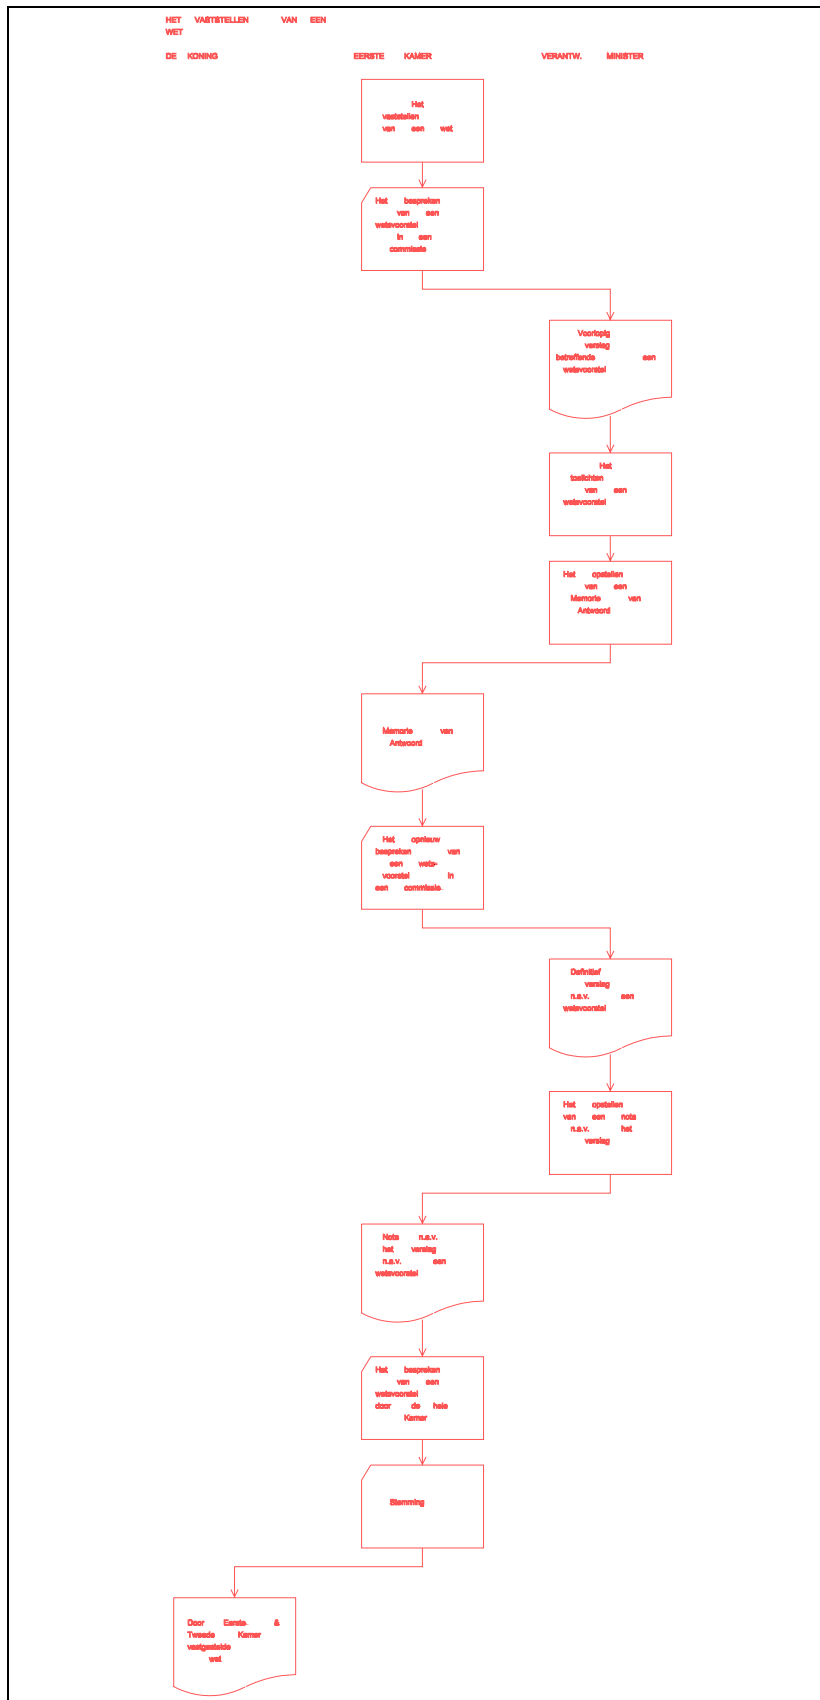 HET VASTSTELLEN VAN EEN
WET
DE KONING EERSTE KAMER VERANTW. MINISTER
Het
vaststellen
van een wet
Het bespreken
van een
wetsvoorstel
in een
commissie
Voorlopig
verslag
betreffende een
wetsvoorstel
Het
toelichten
van een
wetsvoorstel
Het opstellen
van een
Memorie van
Antwoord
Memorie van
Antwoord
Het opnieuw
bespreken van
een wets-
voorstel in
een commissie
Definitief
verslag
n.a.v. een
wetsvoorstel
Het opstellen
van een nota
n.a.v. het
verslag
Nota n.a.v.
het verslag
n.a.v. een
wetsvoorstel
Het bespreken
van een
wetsvoorstel
door de hele
Kamer
Stemming
Door Eerste &
Tweede Kamer
vastgestelde
wet